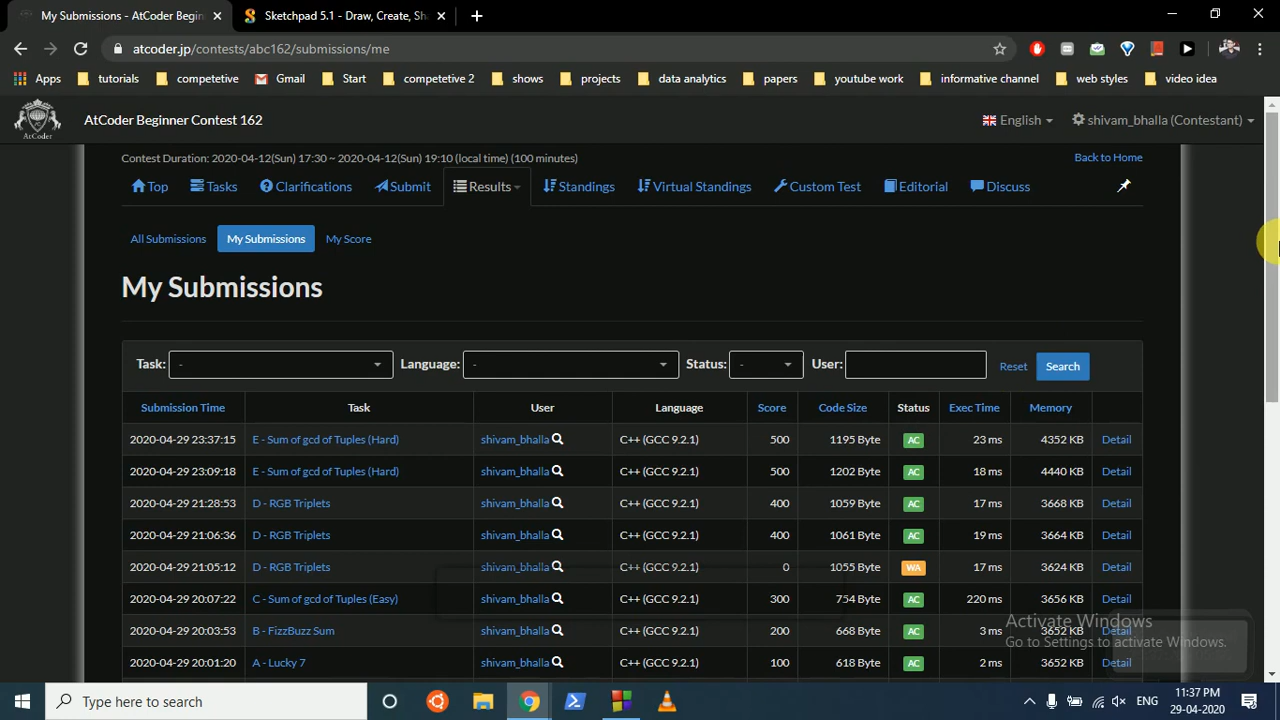 My Submissions - AtCoder Begin
Sketchpad 5.1 - Draw, Create, Sha
atcoder.jp/contests/abc162/submissions/me
Apps tutorials competetive Gmail Start competetive 2 shows projects data analytics papers youtube work informative channel web styles video idea
AtCoder
AtCoder Beginner Contest 162
English
shivam_bhalla (Contestant)
Contest Duration: 2020-04-12(Sun) 17:30 ~ 2020-04-12(Sun) 19:10 (local time) (100 minutes)
Back to Home
Top Tasks Clarifications Submit Results Standings Virtual Standings Custom Test Editorial Discuss
All Submissions My Submissions My Score
My Submissions
Task: - Language: - Status: - User: Reset Search
Submission Time Task User Language Score Code Size Status Exec Time Memory
2020-04-29 23:37:15 E - Sum of gcd of Tuples (Hard) shivam_bhalla C++ (GCC 9.2.1) 500 1195 Byte AC 23 ms 4352 KB Detail
2020-04-29 23:09:18 E - Sum of gcd of Tuples (Hard) shivam_bhalla C++ (GCC 9.2.1) 500 1202 Byte AC 18 ms 4440 KB Detail
2020-04-29 21:28:53 D - RGB Triplets shivam_bhalla C++ (GCC 9.2.1) 400 1059 Byte AC 17 ms 3668 KB Detail
2020-04-29 21:06:36 D - RGB Triplets shivam_bhalla C++ (GCC 9.2.1) 400 1061 Byte AC 19 ms 3664 KB Detail
2020-04-29 21:05:12 D - RGB Triplets shivam_bhalla C++ (GCC 9.2.1) 0 1055 Byte WA 17 ms 3624 KB Detail
2020-04-29 20:07:22 C - Sum of gcd of Tuples (Easy) shivam_bhalla C++ (GCC 9.2.1) 300 754 Byte AC 220 ms 3656 KB Detail
2020-04-29 20:02:53 B - FizzBuzz Sum shivam_bhalla C++ (GCC 9.2.1) 200 668 Byte AC 3 ms 3652 KB Detail
2020-04-29 20:01:20 A - Lucky 7 shivam_bhalla C++ (GCC 9.2.1) 100 618 Byte AC 2 ms 3652 KB Detail
Activate Windows
Go to Settings to activate Windows.
Type here to search
ENG
11:37 PM
29-04-2020